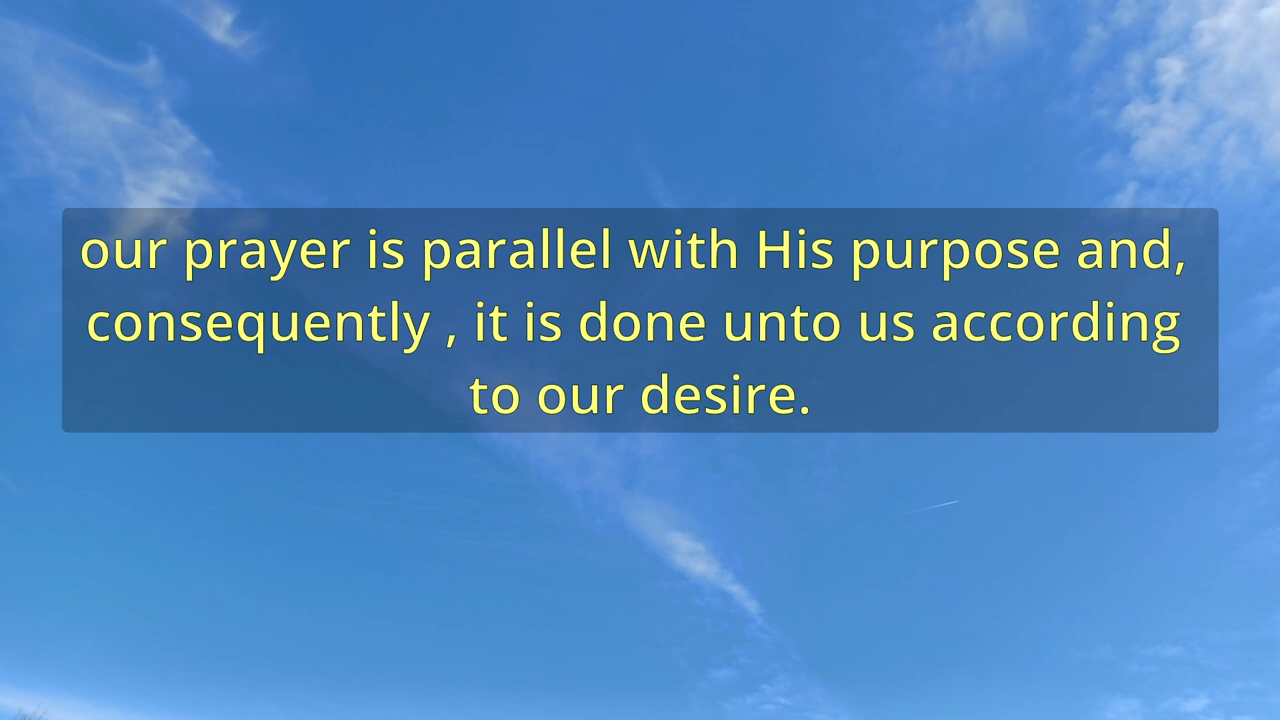 our prayer is parallel with His purpose and,
consequently , it is done unto us according
to our desire.